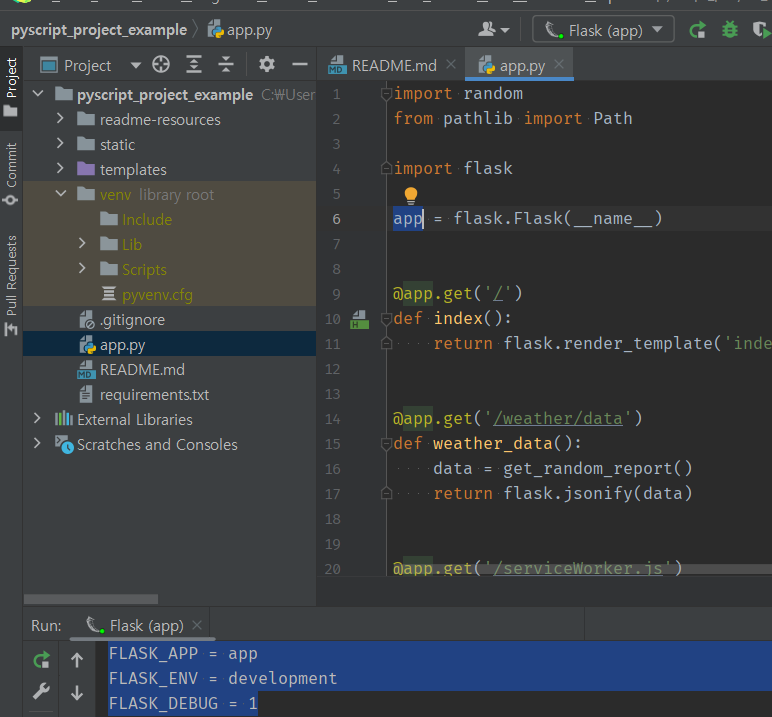 pyscript_project_example
app.py
Flask (app)
Project
Commit
Pull Requests
Project
pyscript_project_example C:₩User
readme-resources
static
templates
venv library root
Include
Lib
Scripts
pyvenv.cfg
.gitignore
app.py
README.md
requirements.txt
External Libraries
Scratches and Consoles
README.md
app.py
1 import random
2 from pathlib import Path
3
4 import flask
5
6 app = flask.Flask(__name__)
7
8
9 @app.get('/')
10 def index():
11 return flask.render_template('inde
12
13
14 @app.get('/weather/data')
15 def weather_data():
16 data = get_random_report()
17 return flask.jsonify(data)
18
19
20 @app.get('/serviceWorker.js')
Run: Flask (app)
FLASK_APP = app
FLASK_ENV = development
FLASK_DEBUG = 1